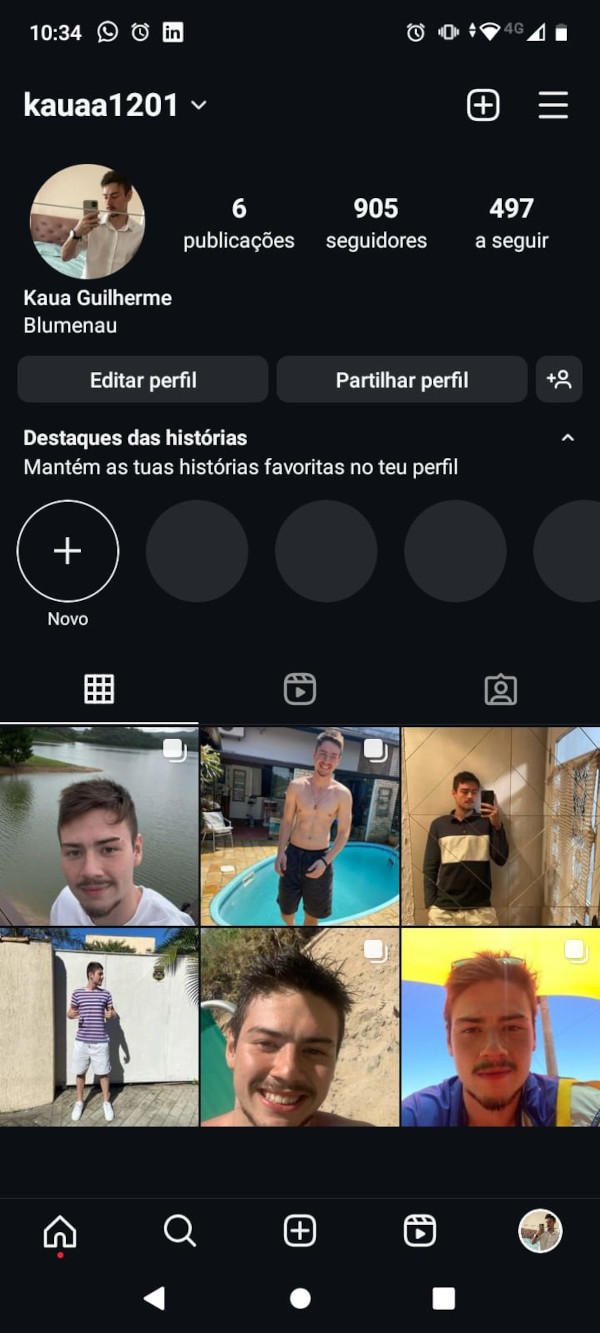 10:34
4G
kauaa1201
6 905 497
publicações seguidores a seguir
Kaua Guilherme
Blumenau
Editar perfil Partilhar perfil
Destaques das histórias
Mantém as tuas histórias favoritas no teu perfil
Novo